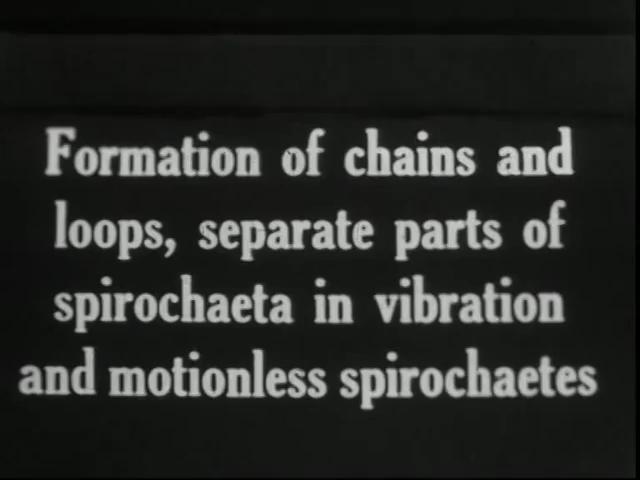 Formation of chains and
loops, separate parts of
spirochaeta in vibration
and motionless spirochaetes